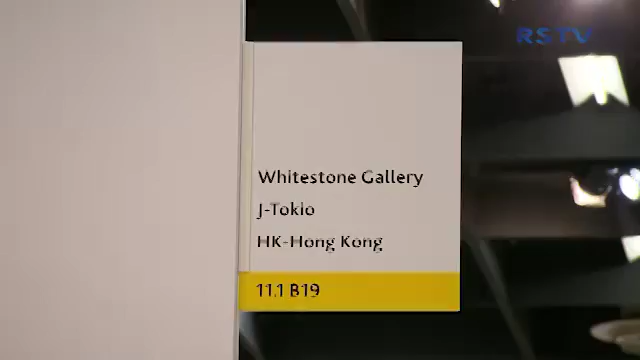 RSTV
Whitestone Gallery
J-Tokio
HK-Hong Kong
11.1 B19